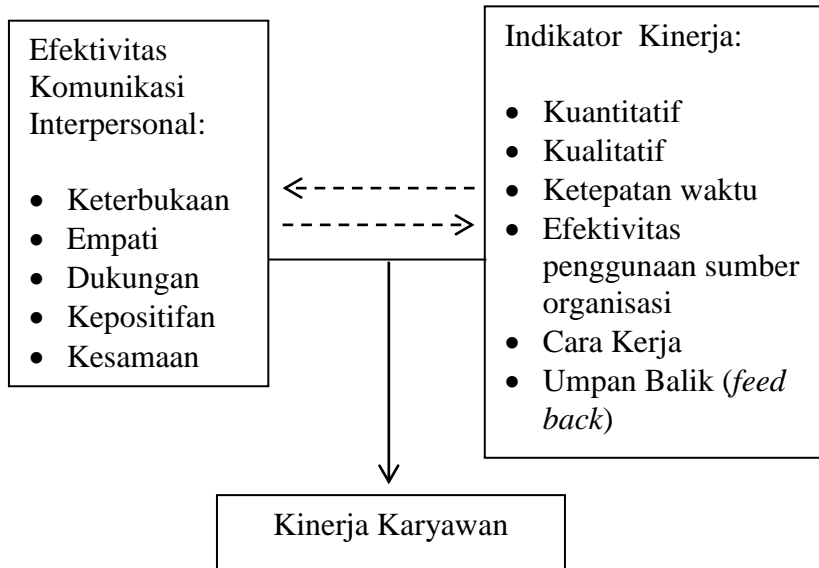 Efektivitas
Komunikasi
Interpersonal:
• Keterbukaan
• Empati
• Dukungan
• Kepositifan
• Kesamaan
Indikator Kinerja:
• Kuantitatif
• Kualitatif
• Ketepatan waktu
• Efektivitas
penggunaan sumber
organisasi
• Cara Kerja
• Umpan Balik (feed
back)
Kinerja Karyawan